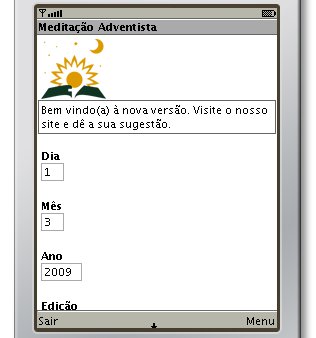 Meditação Adventista
Bem vindo(a) à nova versão. Visite o nosso
site e dê a sua sugestão.
Dia
1
Mês
3
Ano
2009
Edição
Sair
Menu